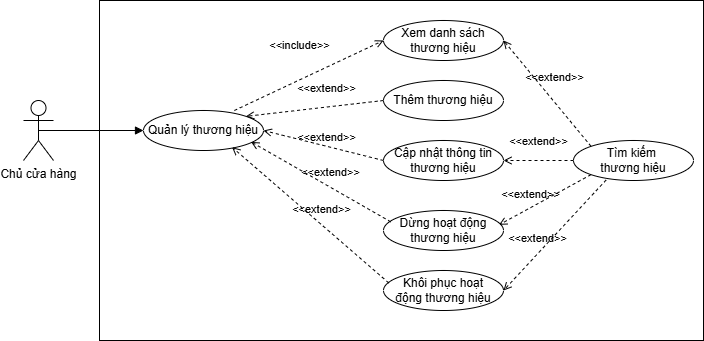 Xem danh sách
thương hiệu
<<include>>
<<extend>>
<<extend>>
Thêm thương hiệu
Quản lý thương hiệu
Chủ cửa hàng
<<extend>>
Cập nhật thông tin
thương hiệu
<<extend>>
Tìm kiếm
thương hiệu
<<extend>>
<<extend>>
<<extend>>
Dừng hoạt động
thương hiệu
<<extend>>
Khôi phục hoạt
động thương hiệu